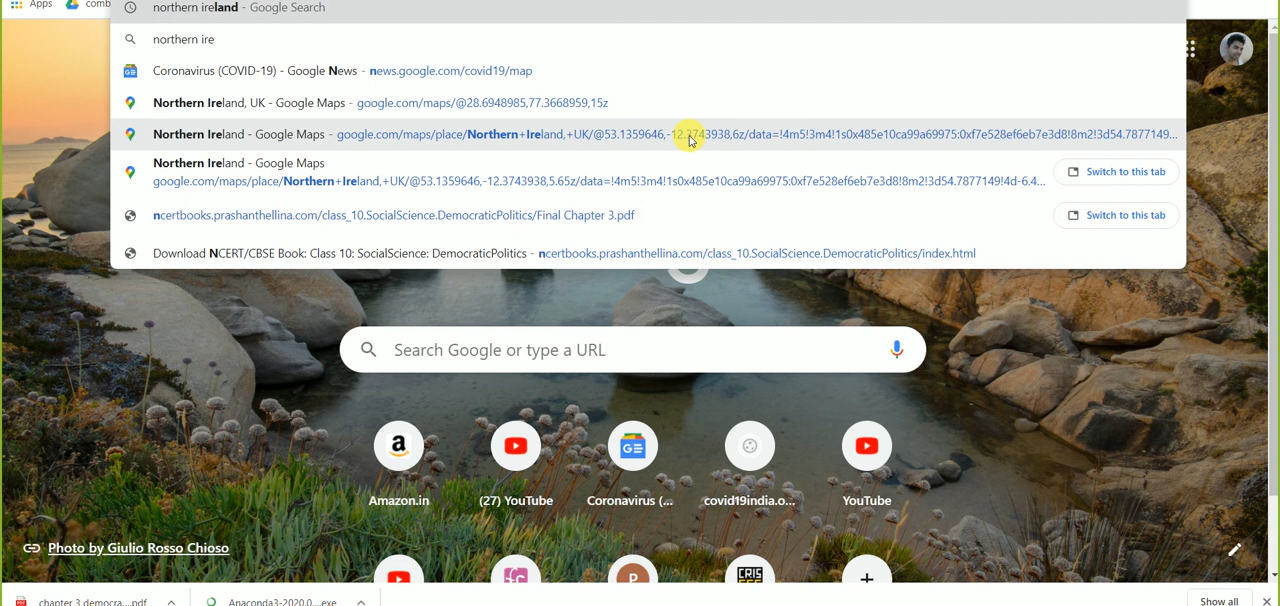 Apps comb
northern ireland - Google Search
northern ire
Coronavirus (COVID-19) - Google News - news.google.com/covid19/map
Northern Ireland, UK - Google Maps - google.com/maps/@28.6948985,77.3668959,15z
Northern Ireland - Google Maps - google.com/maps/place/Northern+Ireland,+UK/@53.1359646,-12.3743938,6z/data=!4m5!3m4!1s0x485e10ca99a69975:0xf7e528ef6eb7e3d8!8m2!3d54.7877149...
Northern Ireland - Google Maps
google.com/maps/place/Northern+Ireland,+UK/@53.1359646,-12.3743938,5.65z/data=!4m5!3m4!1s0x485e10ca99a69975:0xf7e528ef6eb7e3d8!8m2!3d54.7877149!4d-6.4... Switch to this tab
ncertbooks.prashanthellina.com/class_10.SocialScience.DemocraticPolitics/Final Chapter 3.pdf Switch to this tab
Download NCERT/CBSE Book: Class 10: SocialScience: DemocraticPolitics - ncertbooks.prashanthellina.com/class_10.SocialScience.DemocraticPolitics/index.html
Search Google or type a URL
Amazon.in (27) YouTube Coronavirus (... covid19india.o... YouTube
Photo by Giulio Rosso Chioso
P CRIS
chapter 3 democra....pdf Anaconda3-2020.0....exe Show all